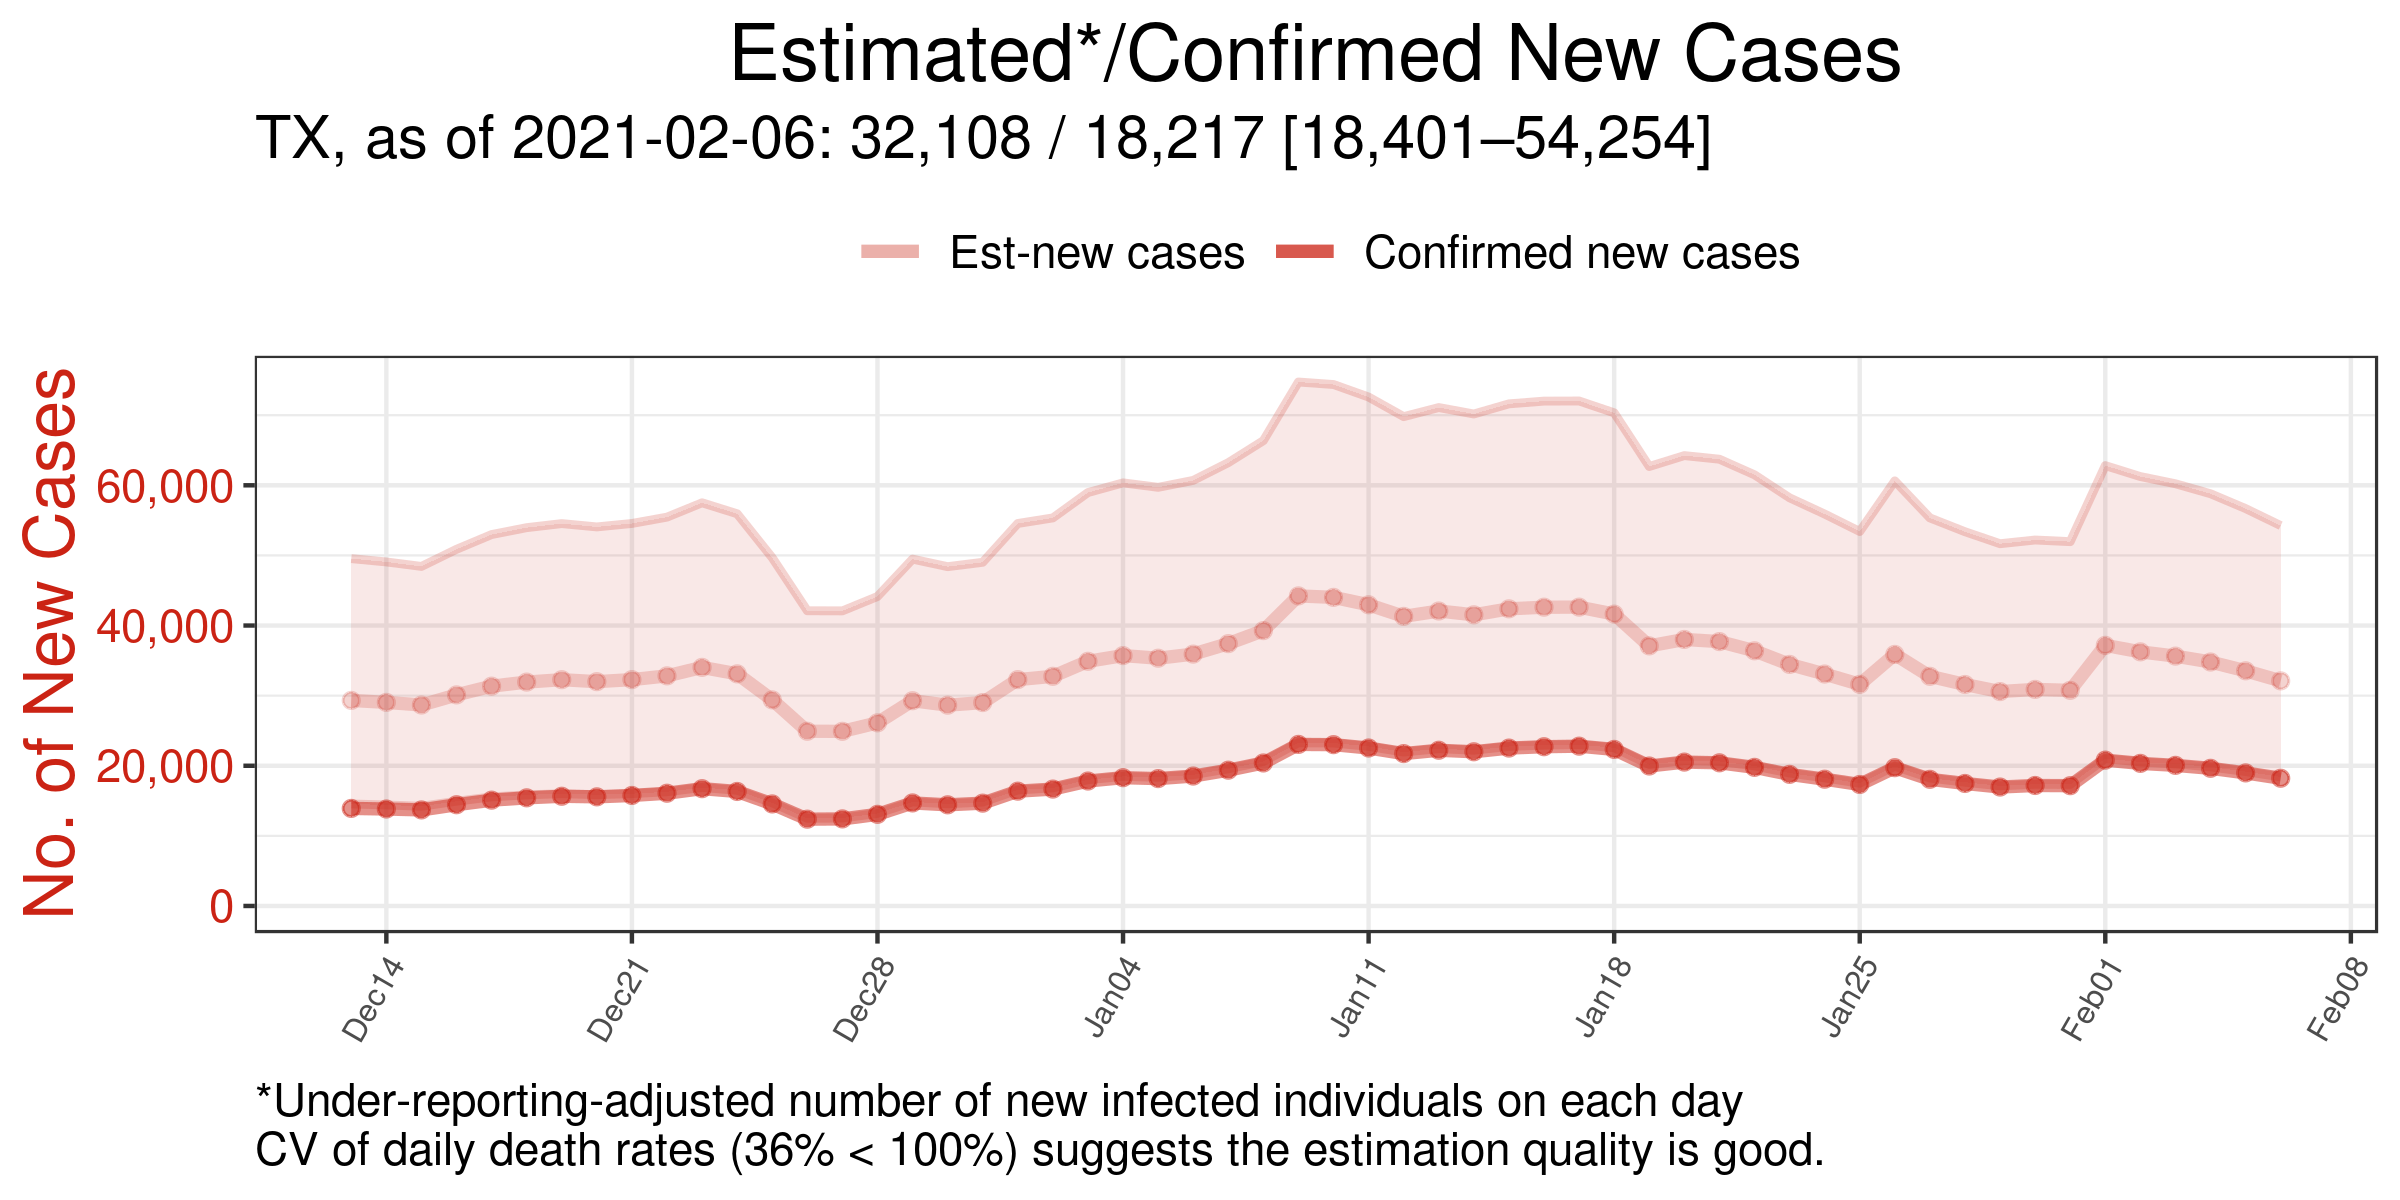 Estimated*/Confirmed New Cases
TX, as of 2021-02-06: 32,108 / 18,217 [18,401–54,254]
Est-new cases
Confirmed new cases
No. of New Cases
60,000
40,000
20,000
0
Dec14
Dec21
Dec28
Jan04
Jan11
Jan18
Jan25
Feb01
Feb08
*Under-reporting-adjusted number of new infected individuals on each day
CV of daily death rates (36% < 100%) suggests the estimation quality is good.